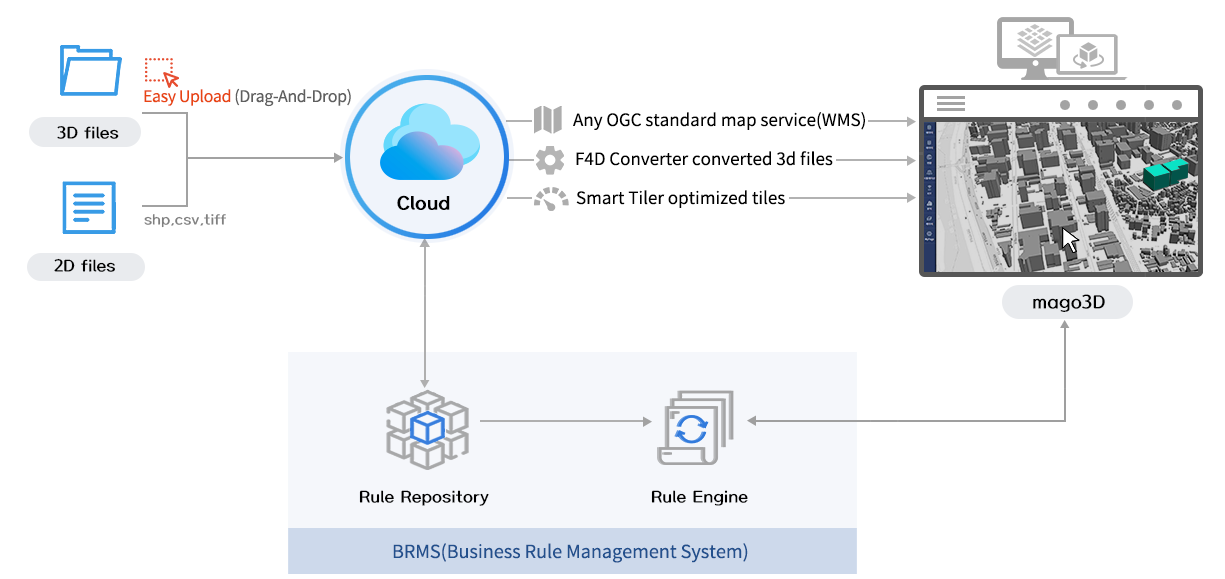 Easy Upload (Drag-And-Drop)
3D files
shp,csv,tiff
2D files
Cloud
Any OGC standard map service(WMS)
F4D Converter converted 3d files
Smart Tiler optimized tiles
mago3D
Rule Repository
Rule Engine
BRMS(Business Rule Management System)